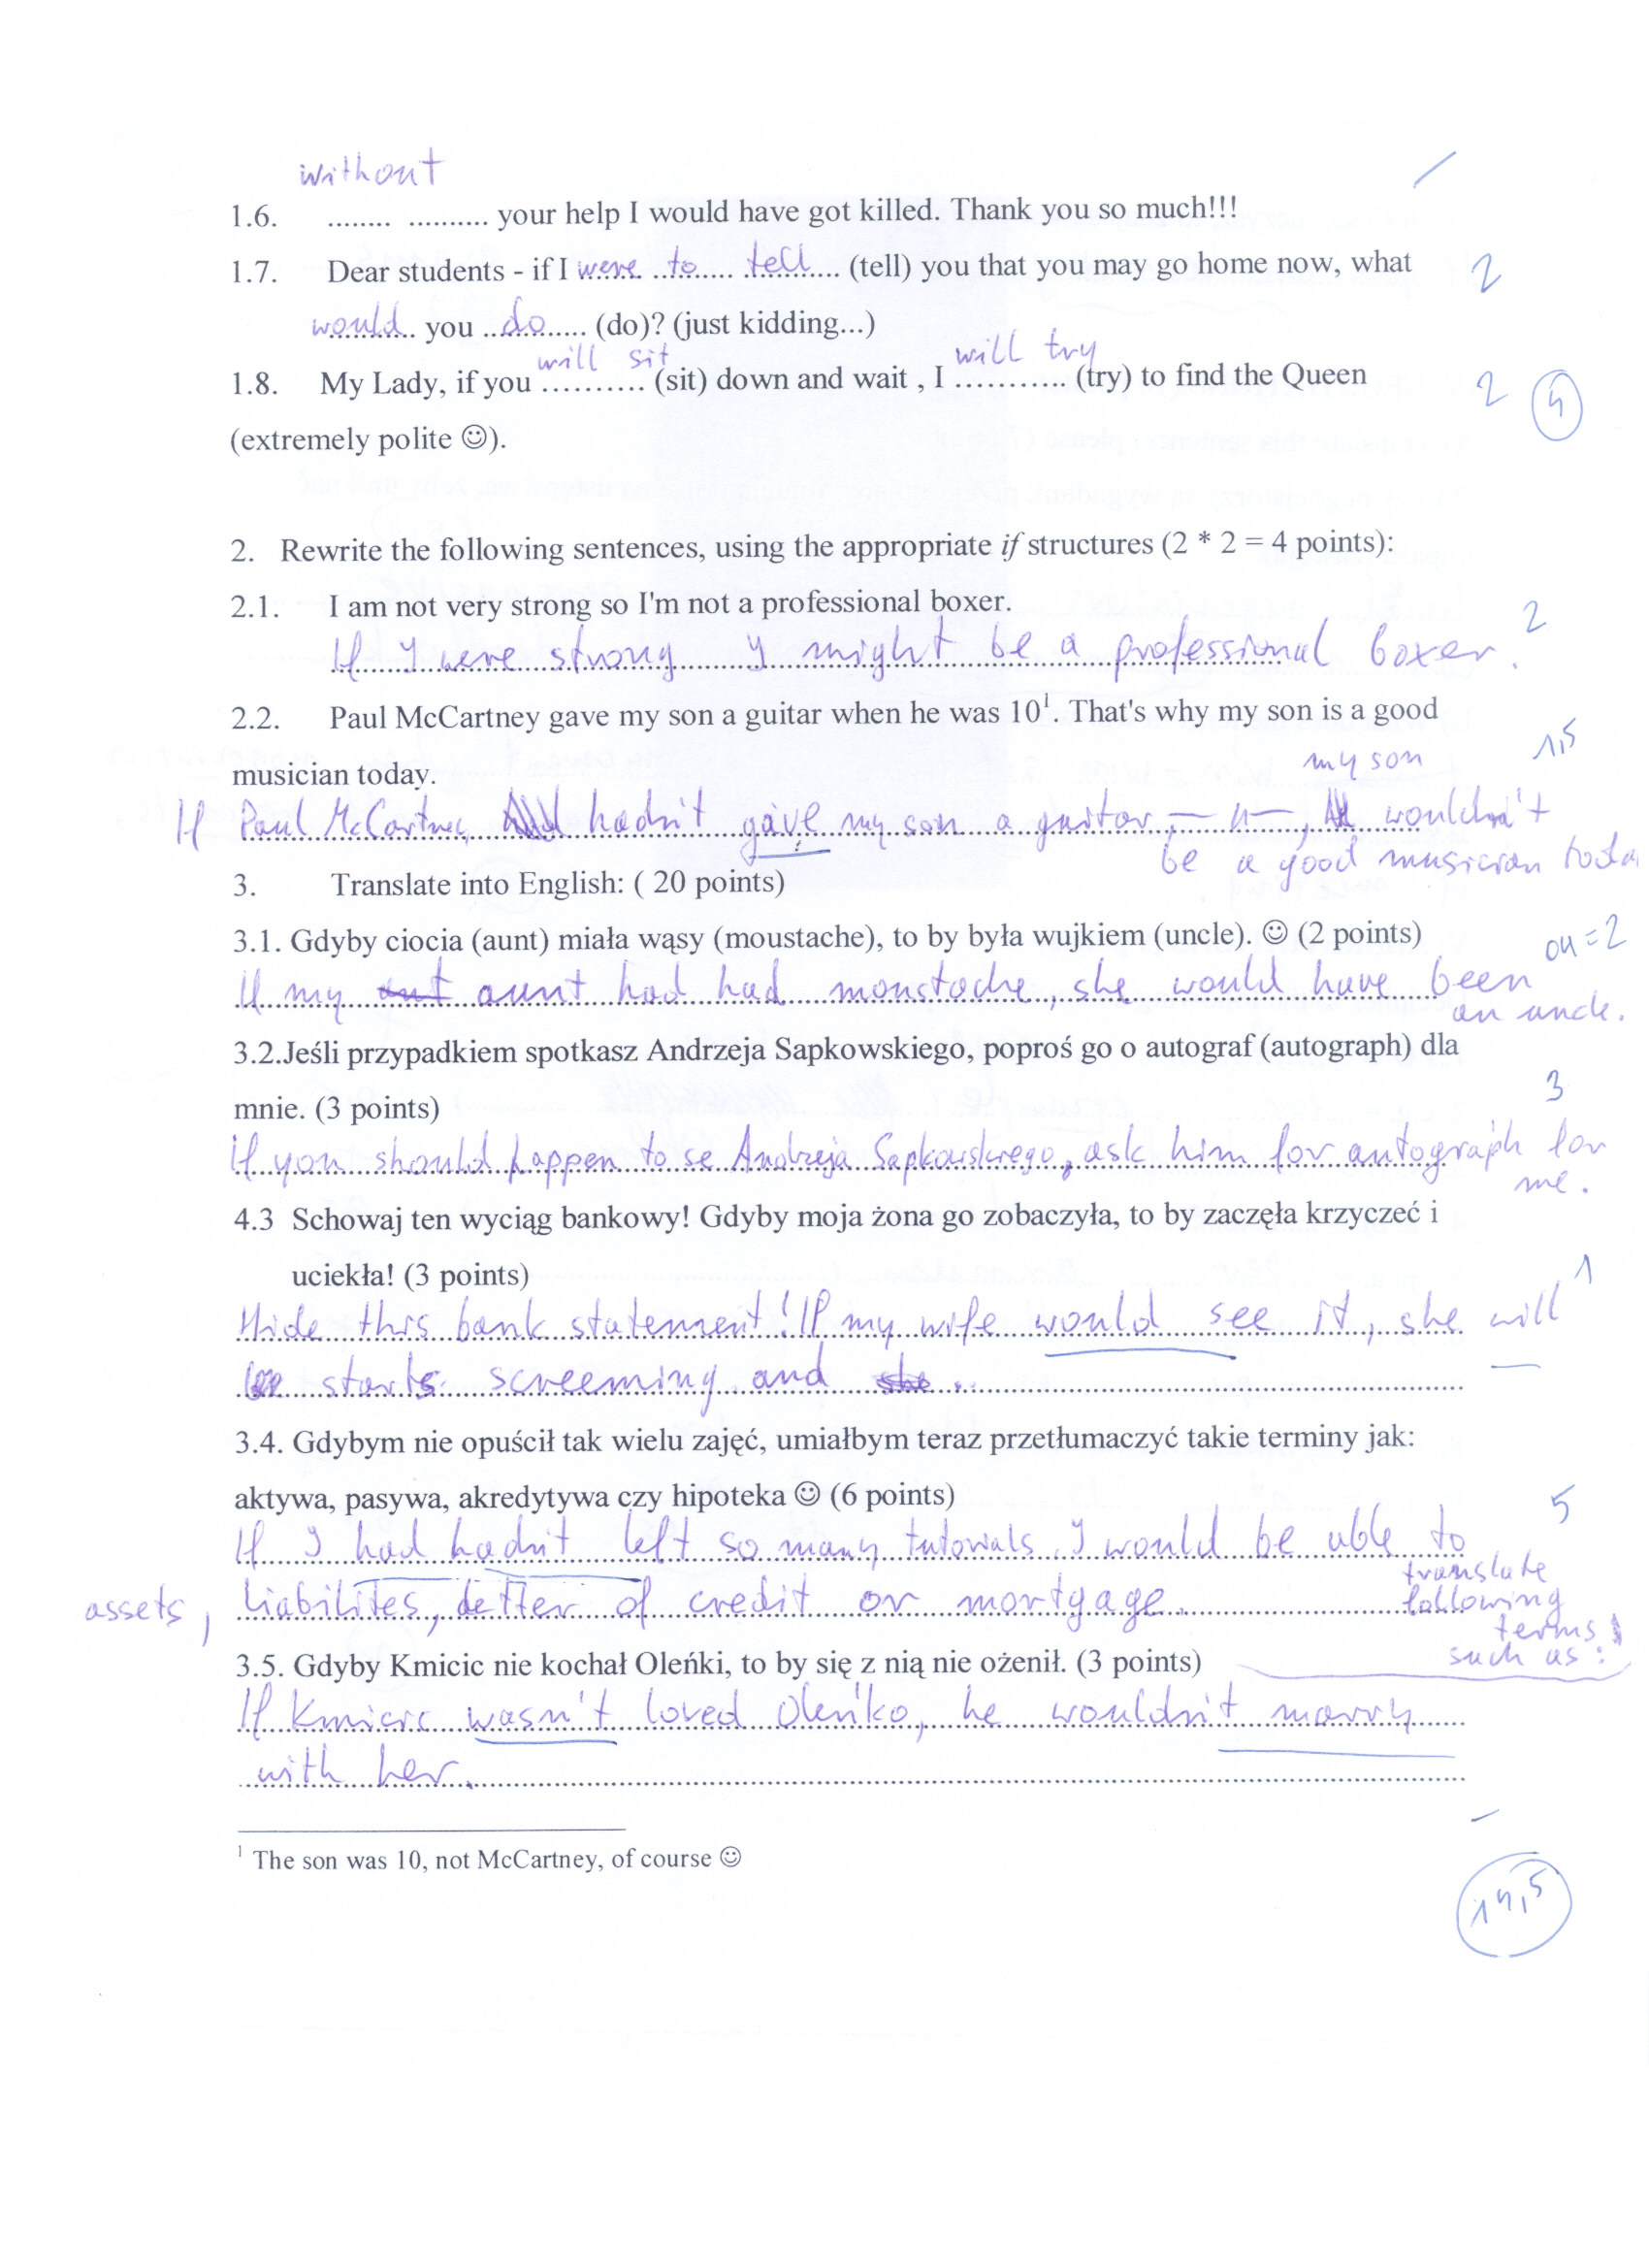 without
1.6. ........ .......... your help I would have got killed. Thank you so much!!!
1.7. Dear students - if I were to tell (tell) you that you may go home now, what 2
would you do (do)? (just kidding...)
will sit will try
1.8. My Lady, if you .......... (sit) down and wait , I ........... (try) to find the Queen 2 4
(extremely polite ☺).
2. Rewrite the following sentences, using the appropriate if structures (2 * 2 = 4 points):
2.1. I am not very strong so I'm not a professional boxer. 2
If I were strong I might be a professional boxer.
2.2. Paul McCartney gave my son a guitar when he was 10¹. That's why my son is a good 1,5
musician today. my son
If Paul McCartney hadn't give my son a guitar, —"—, wouldn't
be a good musician toda
3. Translate into English: ( 20 points)
3.1. Gdyby ciocia (aunt) miała wąsy (moustache), to by była wujkiem (uncle). ☺ (2 points) = 2
If my aunt had had moustache, she would have been
an uncle.
3.2.Jeśli przypadkiem spotkasz Andrzeja Sapkowskiego, poproś go o autograf (autograph) dla
mnie. (3 points) 3
If you should happen to se Andrzeja Sapkowskiego, ask him for autograph for
me.
4.3 Schowaj ten wyciąg bankowy! Gdyby moja żona go zobaczyła, to by zaczęła krzyczeć i
uciekła! (3 points) 1
Hide this bank statement! If my wife would see it, she will
starts screeming and
3.4. Gdybym nie opuścił tak wielu zajęć, umiałbym teraz przetłumaczyć takie terminy jak:
aktywa, pasywa, akredytywa czy hipoteka ☺ (6 points) 5
If I had hadn't left so many tutorials, I would be able to
translate
following
terms
such as:
assets, liabilites, detter of credit or mortgage.
3.5. Gdyby Kmicic nie kochał Oleńki, to by się z nią nie ożenił. (3 points)
If Kmicic wasn't loved Oleńko, he wouldn't marry
with her.
-
¹ The son was 10, not McCartney, of course ☺
14,5